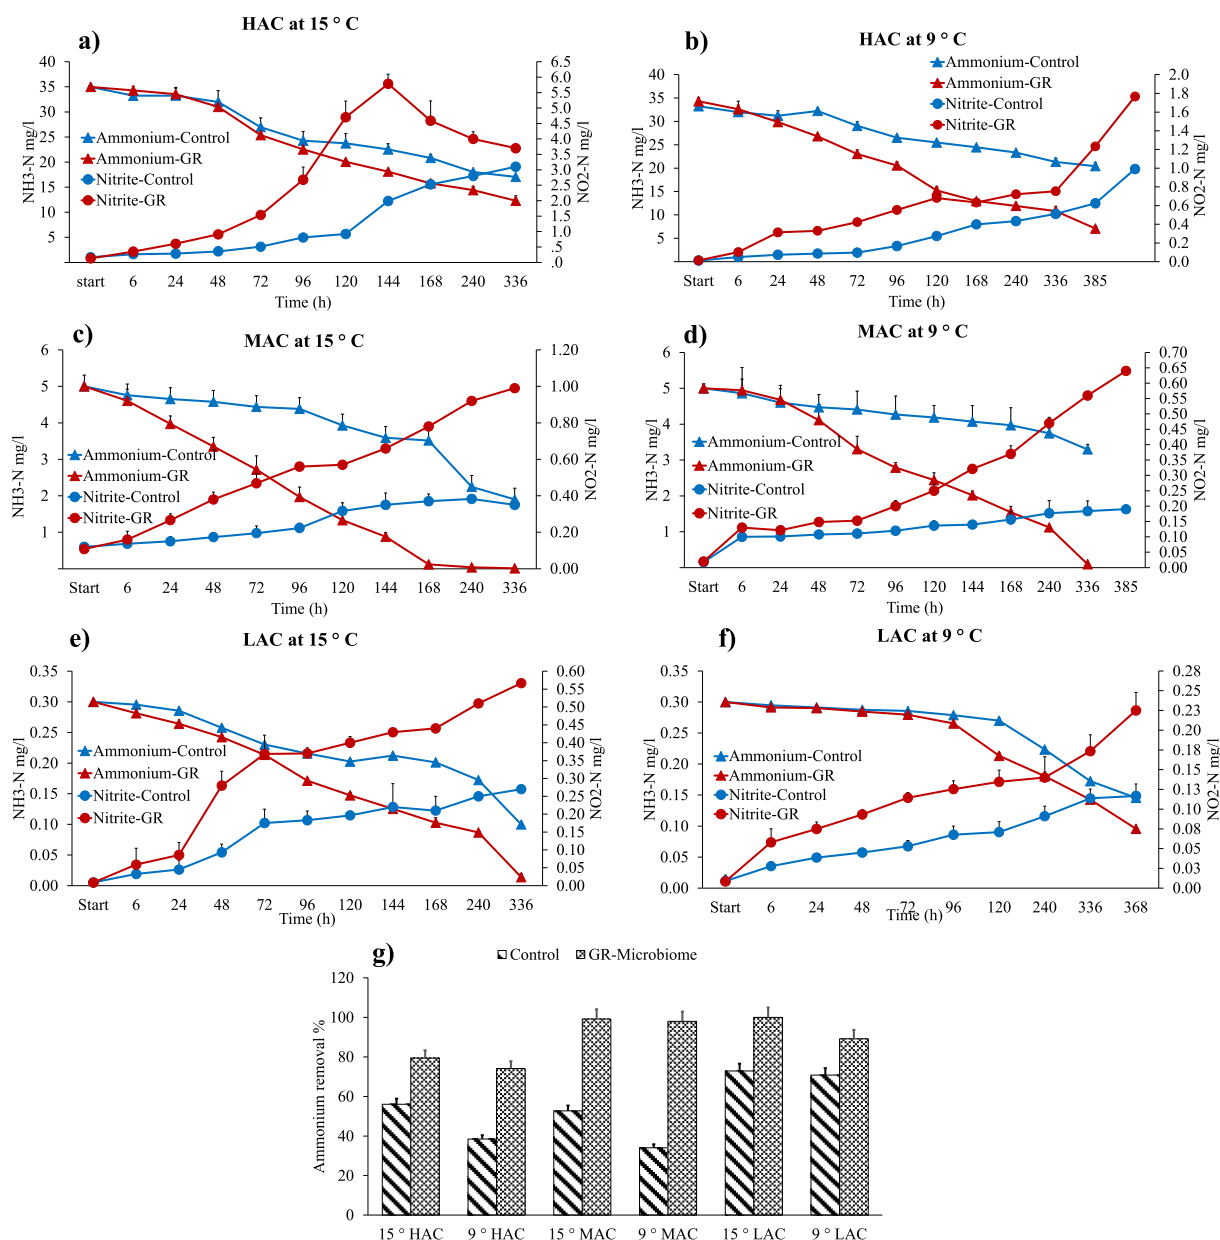 a)
HAC at 15 ° C
40
35
30
25
20
15
10
5
NH3-N mg/l
6.5
6.0
5.5
5.0
4.5
4.0
3.5
3.0
2.5
2.0
1.5
1.0
.5
.0
NO2-N mg/l
Ammonium-Control
Ammonium-GR
Nitrite-Control
Nitrite-GR
start 6 24 48 72 96 120 144 168 240 336
Time (h)
b)
HAC at 9 ° C
40
35
30
25
20
15
10
5
NH3-N mg/l
2.0
1.8
1.6
1.4
1.2
1.0
0.8
0.6
0.4
0.2
0.0
NO2-N mg/l
Ammonium-Control
Ammonium-GR
Nitrite-Control
Nitrite-GR
Start 6 24 48 72 96 120 168 240 336 385
Time (h)
c)
MAC at 15 ° C
6
5
4
3
2
1
NH3-N mg/l
1.20
1.00
0.80
0.60
0.40
0.20
0.00
NO2-N mg/l
Ammonium-Control
Ammonium-GR
Nitrite-Control
Nitrite-GR
Start 6 24 48 72 96 120 144 168 240 336
Time (h)
d)
MAC at 9 ° C
6
5
4
3
2
1
NH3-N mg/l
0.70
0.60
0.50
0.45
0.40
0.35
0.30
0.25
0.20
0.15
0.10
0.05
0.00
NO2-N mg/l
Ammonium-Control
Ammonium-GR
Nitrite-Control
Nitrite-GR
Start 6 24 48 72 96 120 144 168 240 336 385
Time (h)
e)
LAC at 15 ° C
0.35
0.30
0.25
0.20
0.15
0.10
0.05
0.00
NH3-N mg/l
0.60
0.55
0.50
0.45
0.40
0.35
0.30
0.25
0.20
0.15
0.10
0.05
0.00
NO2-N mg/l
Ammonium-Control
Ammonium-GR
Nitrite-Control
Nitrite-GR
Start 6 24 48 72 96 120 144 168 240 336
Time (h)
f)
LAC at 9 ° C
0.35
0.30
0.25
0.20
0.15
0.10
0.05
0.00
NH3-N mg/l
0.28
0.25
0.23
0.20
0.18
0.15
0.13
0.10
0.08
0.05
0.03
0.00
NO2-N mg/l
Ammonium-Control
Ammonium-GR
Nitrite-Control
Nitrite-GR
Start 6 24 48 72 96 120 240 336 368
Time (h)
g)
Control GR-Microbiome
120
100
80
60
40
20
0
Ammonium removal %
15 ° HAC 9 ° HAC 15 ° MAC 9 ° MAC 15 ° LAC 9 ° LAC